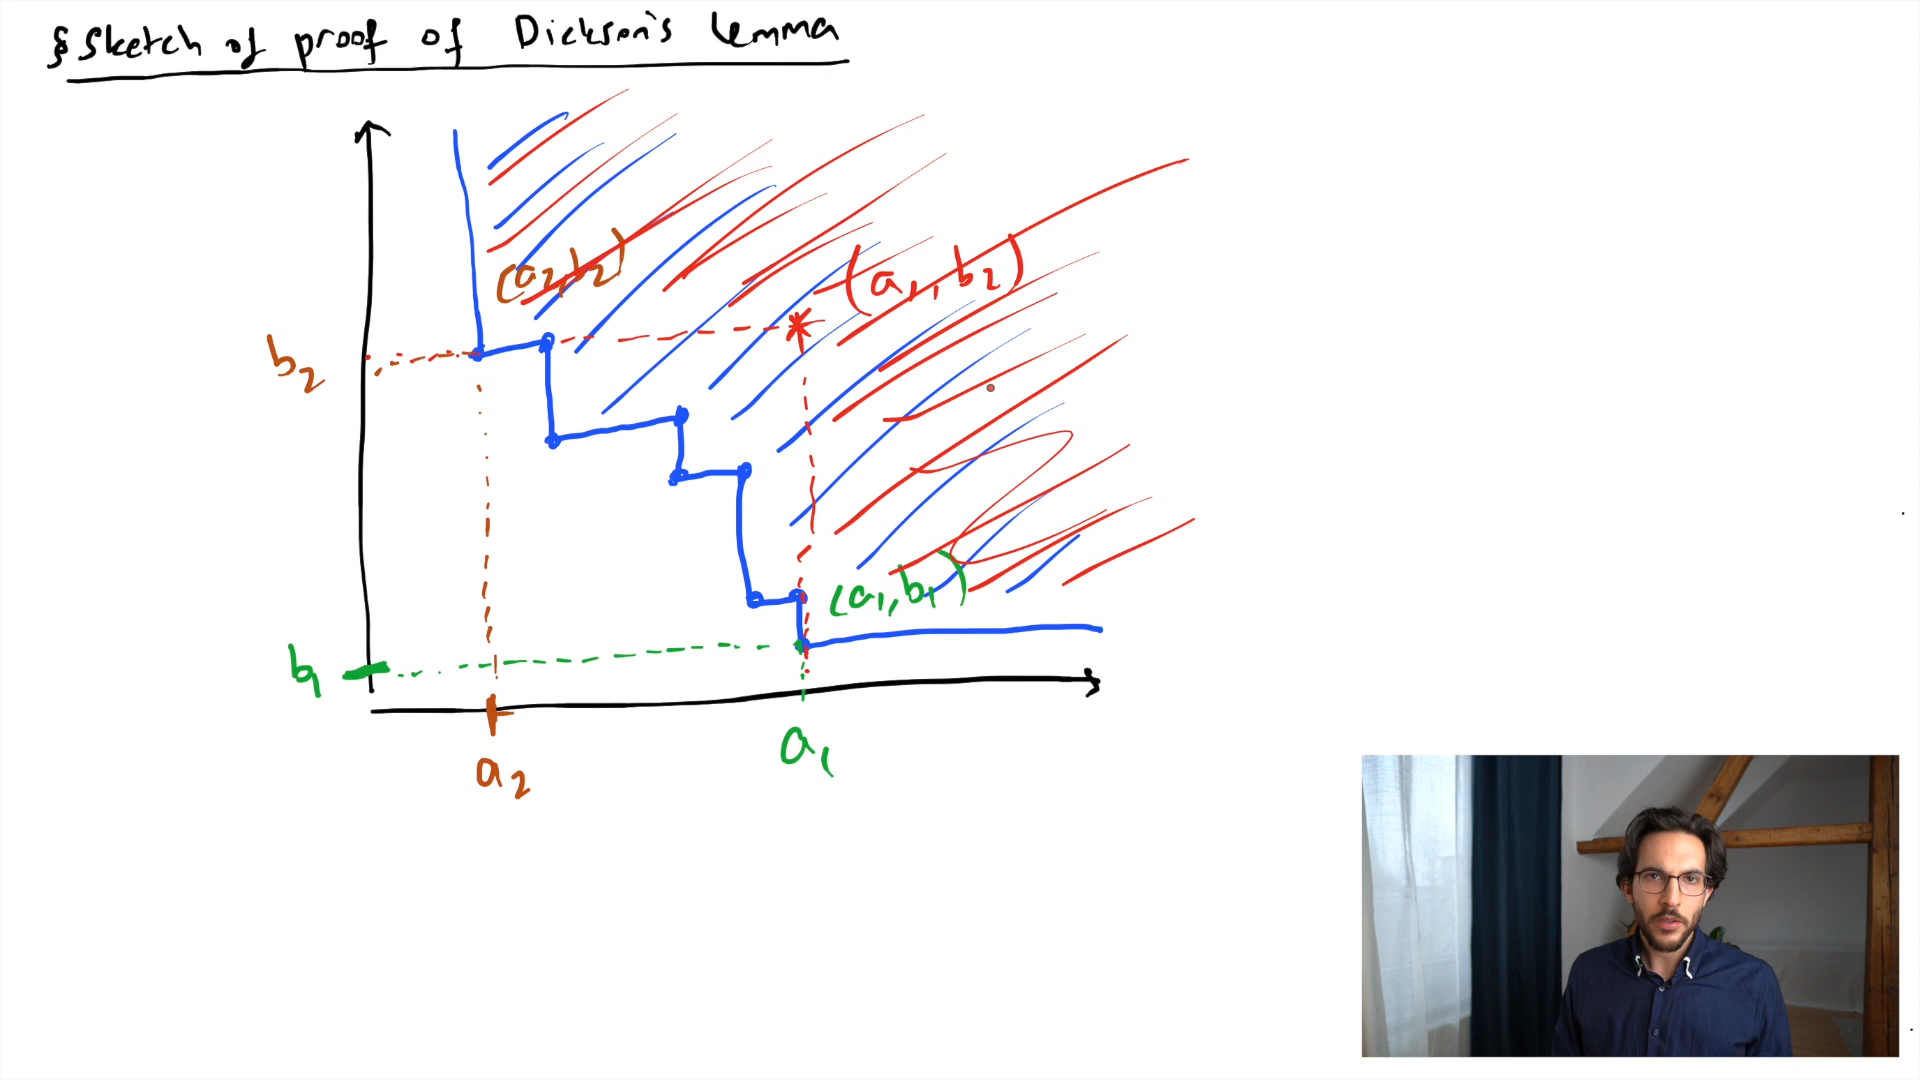 § Sketch of proof of Dickson's Lemma
(a₂, b₂)
(a₁, b₂)
b₂
(a₁, b₁)
b₁
a₁
a₂